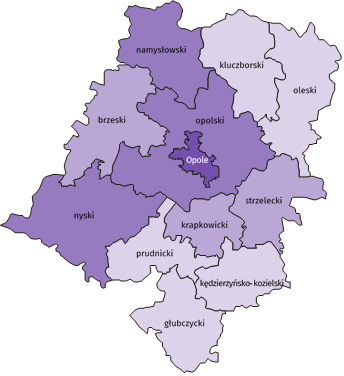 namysłowski
kluczborski
oleski
brzeski
opolski
Opole
strzelecki
nyski
krapkowicki
prudnicki
kędzierzyńsko-kozielski
głubczycki